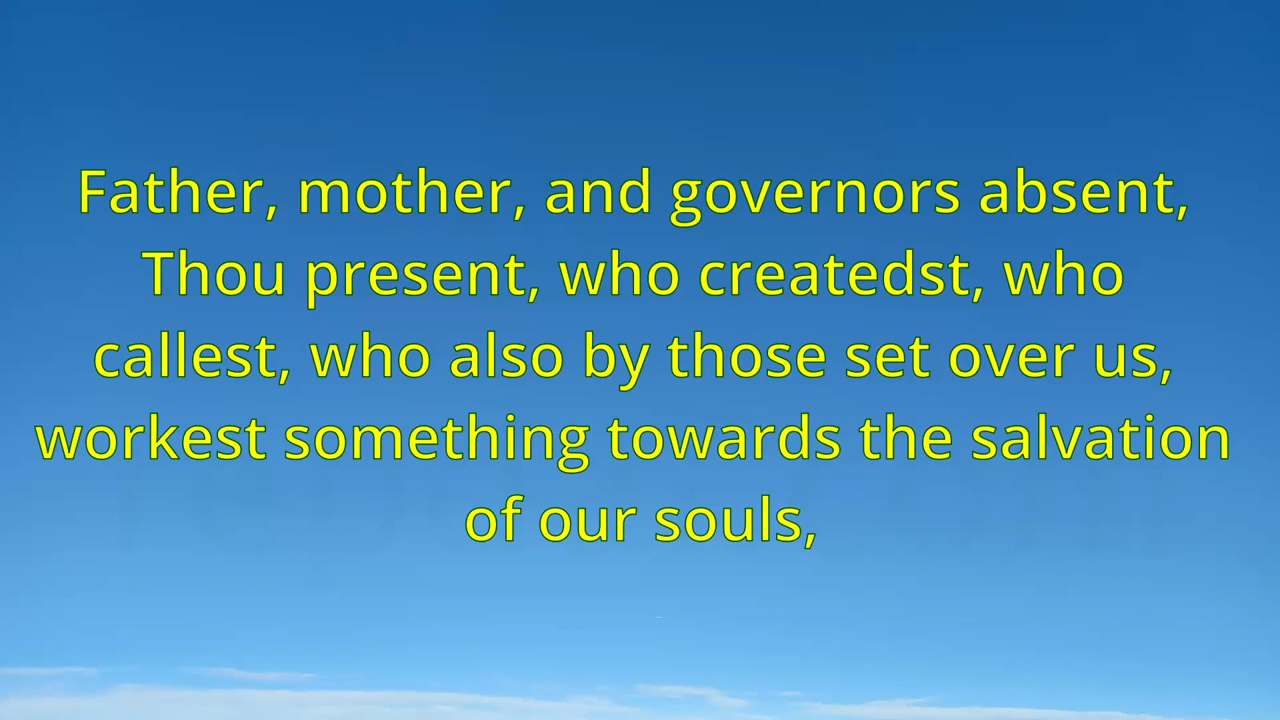 Father, mother, and governors absent,
Thou present, who createdst, who
callest, who also by those set over us,
workest something towards the salvation
of our souls,